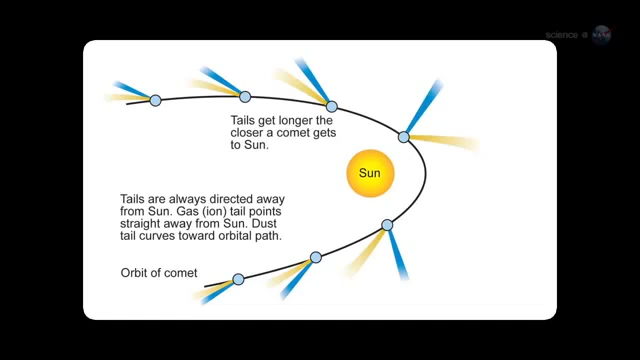 science @ NASA
Tails get longer the
closer a comet gets
to Sun.
Sun
Tails are always directed away
from Sun. Gas (ion) tail points
straight away from Sun. Dust
tail curves toward orbital path.
Orbit of comet